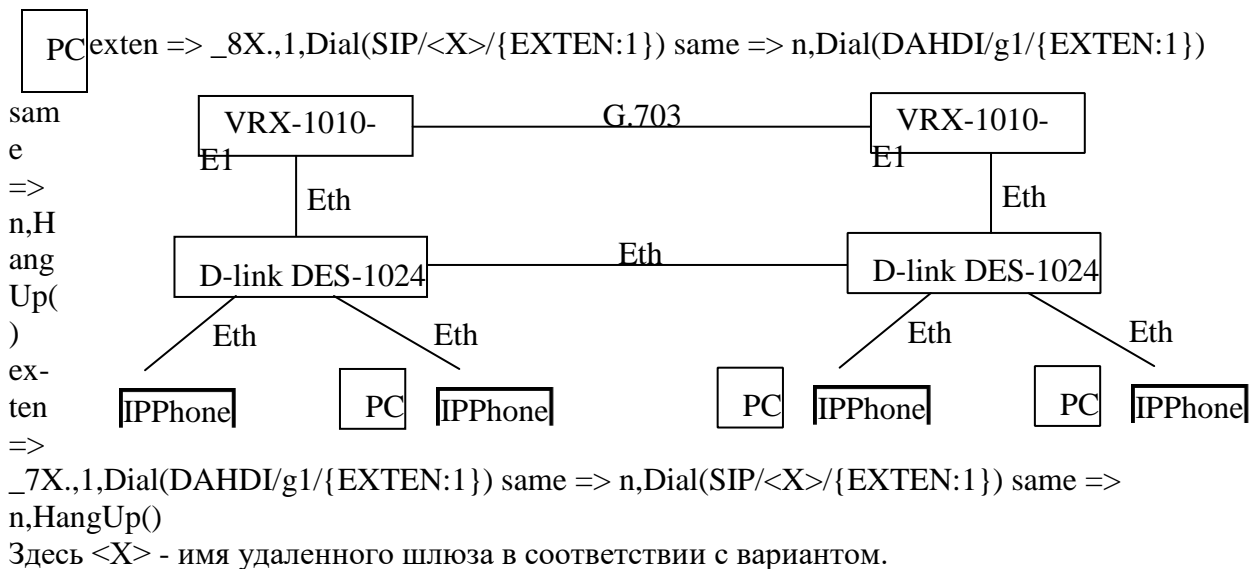 PC exten => _8X.,1,Dial(SIP/<X>/{EXTEN:1}) same => n,Dial(DAHDI/g1/{EXTEN:1})
sam
e
=>
n,H
ang
Up(
)
ex-
ten
=>
VRX-1010-
E1
G.703
VRX-1010-
E1
Eth
Eth
D-link DES-1024
Eth
D-link DES-1024
Eth
Eth
Eth
Eth
IPPhone
PC
IPPhone
PC
IPPhone
PC
IPPhone
_7X.,1,Dial(DAHDI/g1/{EXTEN:1}) same => n,Dial(SIP/<X>/{EXTEN:1}) same =>
n,HangUp()
Здесь <X> - имя удаленного шлюза в соответствии с вариантом.